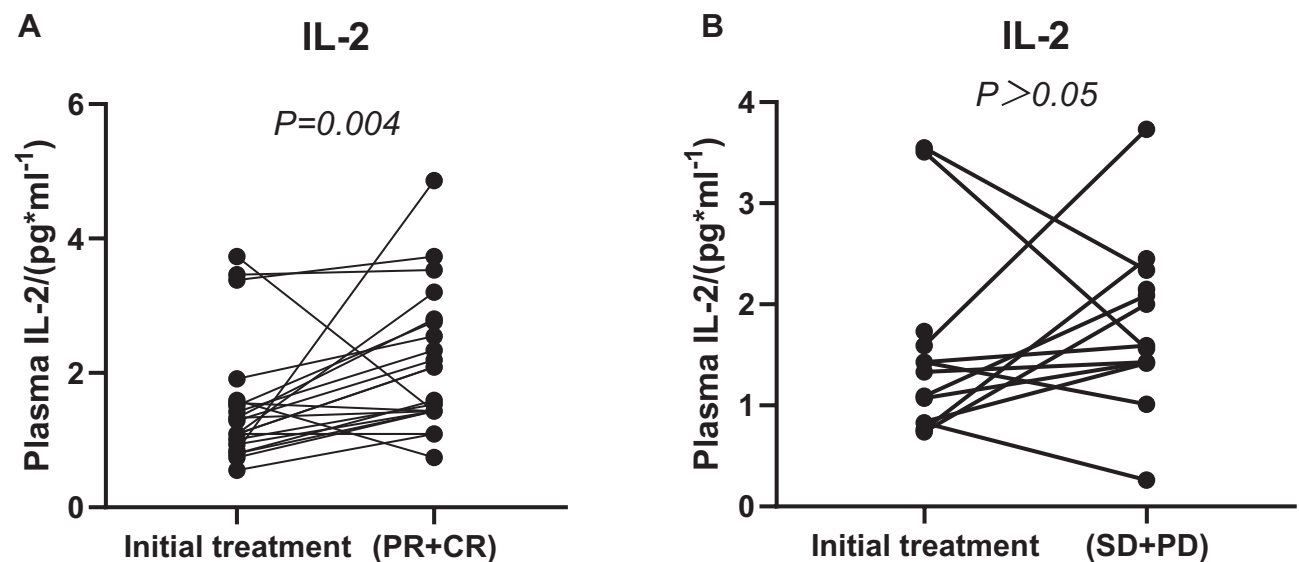 A
IL-2
P=0.004
Plasma IL-2/(pg*ml-1)
6
4
2
0
Initial treatment (PR+CR)
B
IL-2
P＞0.05
Plasma IL-2/(pg*ml-1)
4
3
2
1
0
Initial treatment (SD+PD)